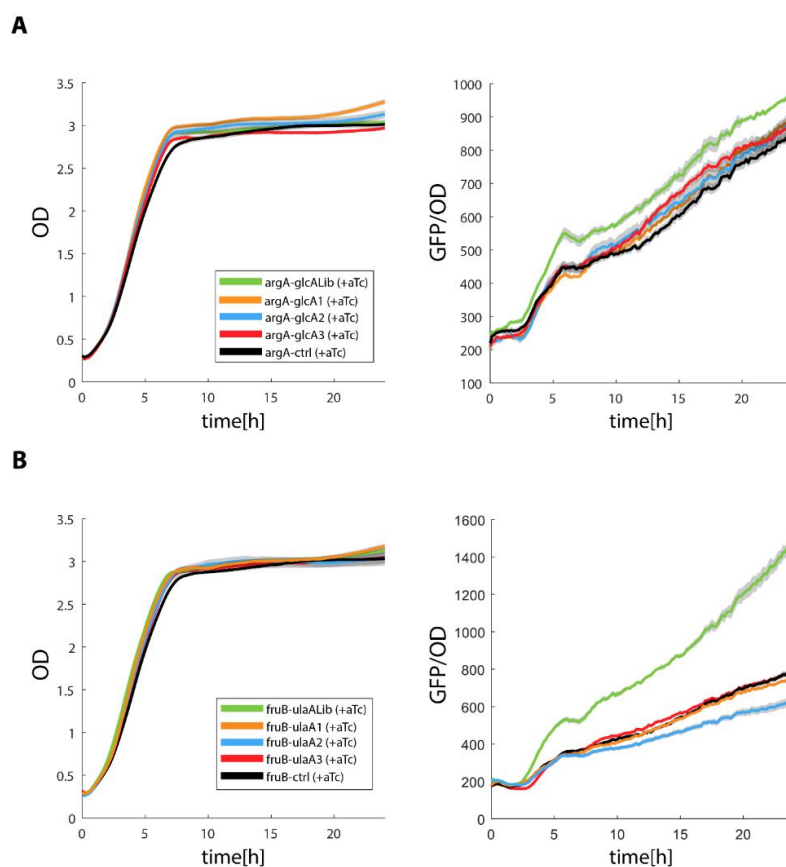 A
OD
3.5
3
2.5
2
1.5
1
0.5
0
0 5 10 15 20
time[h]
argA-glcALib (+aTc)
argA-glcA1 (+aTc)
argA-glcA2 (+aTc)
argA-glcA3 (+aTc)
argA-ctrl (+aTc)
GFP/OD
1000
900
800
700
600
500
400
300
200
100
0 5 10 15 20
time[h]
B
OD
3.5
3
2.5
2
1.5
1
0.5
0
0 5 10 15 20
time[h]
fruB-ulaALib (+aTc)
fruB-ulaA1 (+aTc)
fruB-ulaA2 (+aTc)
fruB-ulaA3 (+aTc)
fruB-ctrl (+aTc)
GFP/OD
1600
1400
1200
1000
800
600
400
200
0
0 5 10 15 20
time[h]